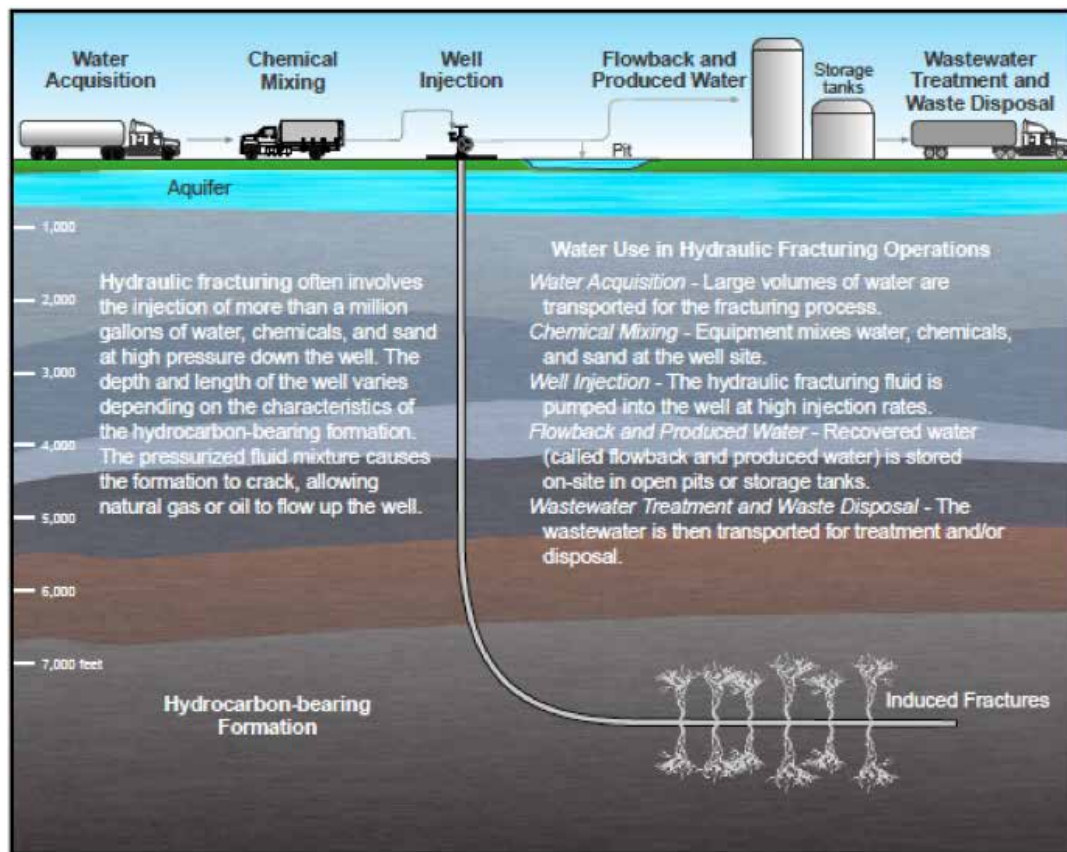 Water
Acquisition
Chemical
Mixing
Well
Injection
Flowback and
Produced Water
Storage
tanks
Wastewater
Treatment and
Waste Disposal
Pit
Aquifer
1,000
2,000
3,000
4,000
5,000
6,000
7,000 feet
Hydraulic fracturing often involves
the injection of more than a million
gallons of water, chemicals, and sand
at high pressure down the well. The
depth and length of the well varies
depending on the characteristics of
the hydrocarbon-bearing formation.
The pressurized fluid mixture causes
the formation to crack, allowing
natural gas or oil to flow up the well.
Water Use in Hydraulic Fracturing Operations
Water Acquisition - Large volumes of water are
transported for the fracturing process.
Chemical Mixing - Equipment mixes water, chemicals,
and sand at the well site.
Well Injection - The hydraulic fracturing fluid is
pumped into the well at high injection rates.
Flowback and Produced Water - Recovered water
(called flowback and produced water) is stored
on-site in open pits or storage tanks.
Wastewater Treatment and Waste Disposal - The
wastewater is then transported for treatment and/or
disposal.
Hydrocarbon-bearing
Formation
Induced Fractures